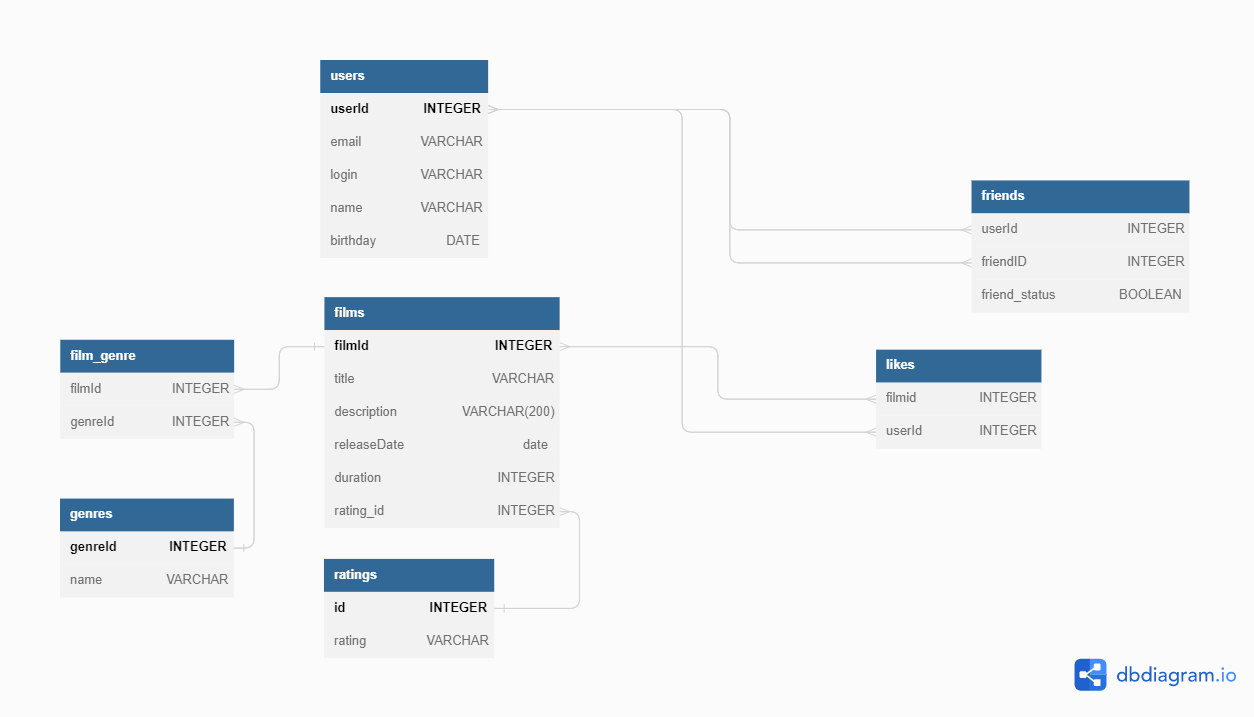 users
userId INTEGER
email VARCHAR
login VARCHAR
name VARCHAR
birthday DATE
friends
userId INTEGER
friendID INTEGER
friend_status BOOLEAN
films
filmId INTEGER
title VARCHAR
description VARCHAR(200)
releaseDate date
duration INTEGER
rating_id INTEGER
film_genre
filmId INTEGER
genreId INTEGER
likes
filmid INTEGER
userId INTEGER
genres
genreId INTEGER
name VARCHAR
ratings
id INTEGER
rating VARCHAR
dbdiagram.io